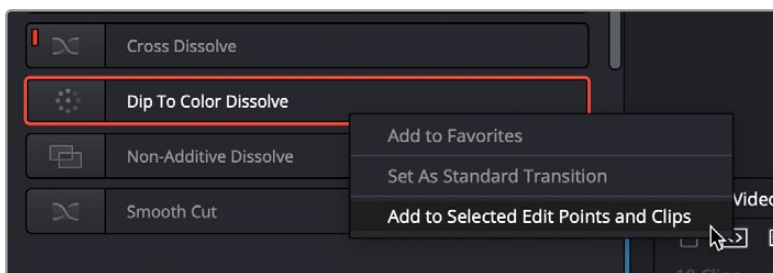 Cross Dissolve
Dip To Color Dissolve
Add to Favorites
Non-Additive Dissolve
Set As Standard Transition
Smooth Cut
Add to Selected Edit Points and Clips